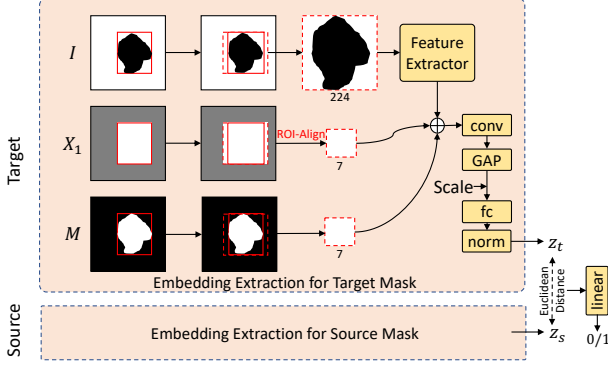 Target
I
224
Feature
Extractor
X1
ROI-Align
7
M
7
conv
GAP
Scale
fc
norm
zt
Embedding Extraction for Target Mask
Euclidean
Distance
linear
Source
Embedding Extraction for Source Mask
zs
0/1